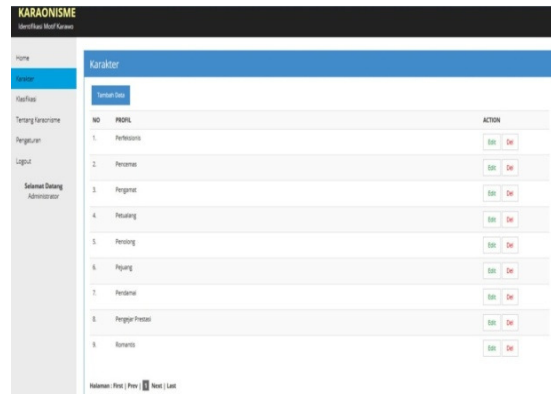 KARAONISME
Identifikasi Motif Karawo
Home
Karakter
Klasifikasi
Tentang Karaonisme
Pengaturan
Logout
Selamat Datang
Administrator
Karakter
Tambah Data
NO PROFIL ACTION
1. Perfeksionis Edit Del
2. Pencemas Edit Del
3. Pengamat Edit Del
4. Petualang Edit Del
5. Penolong Edit Del
6. Pejuang Edit Del
7. Pendamai Edit Del
8. Pengejar Prestasi Edit Del
9. Romantis Edit Del
Halaman : First | Prev | 1 Next | Last